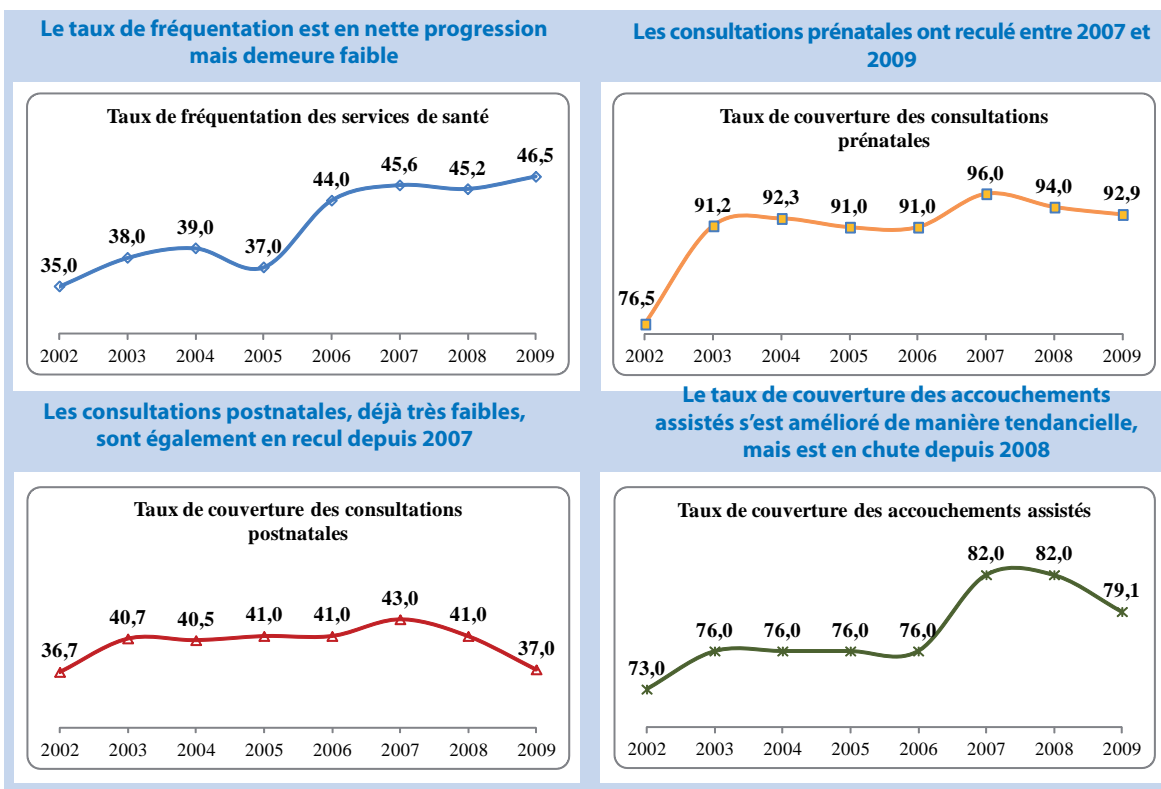 Le taux de fréquentation est en nette progression
mais demeure faible
Taux de fréquentation des services de santé
35,0 38,0 39,0 37,0 44,0 45,6 45,2 46,5
2002 2003 2004 2005 2006 2007 2008 2009
Les consultations prénatales ont reculé entre 2007 et
2009
Taux de couverture des consultations
prénatales
76,5 91,2 92,3 91,0 91,0 96,0 94,0 92,9
2002 2003 2004 2005 2006 2007 2008 2009
Les consultations postnatales, déjà très faibles,
sont également en recul depuis 2007
Taux de couverture des consultations
postnatales
36,7 40,7 40,5 41,0 41,0 43,0 41,0 37,0
2002 2003 2004 2005 2006 2007 2008 2009
Le taux de couverture des accouchements
assistés s’est amélioré de manière tendancielle,
mais est en chute depuis 2008
Taux de couverture des accouchements assistés
73,0 76,0 76,0 76,0 76,0 82,0 82,0 79,1
2002 2003 2004 2005 2006 2007 2008 2009